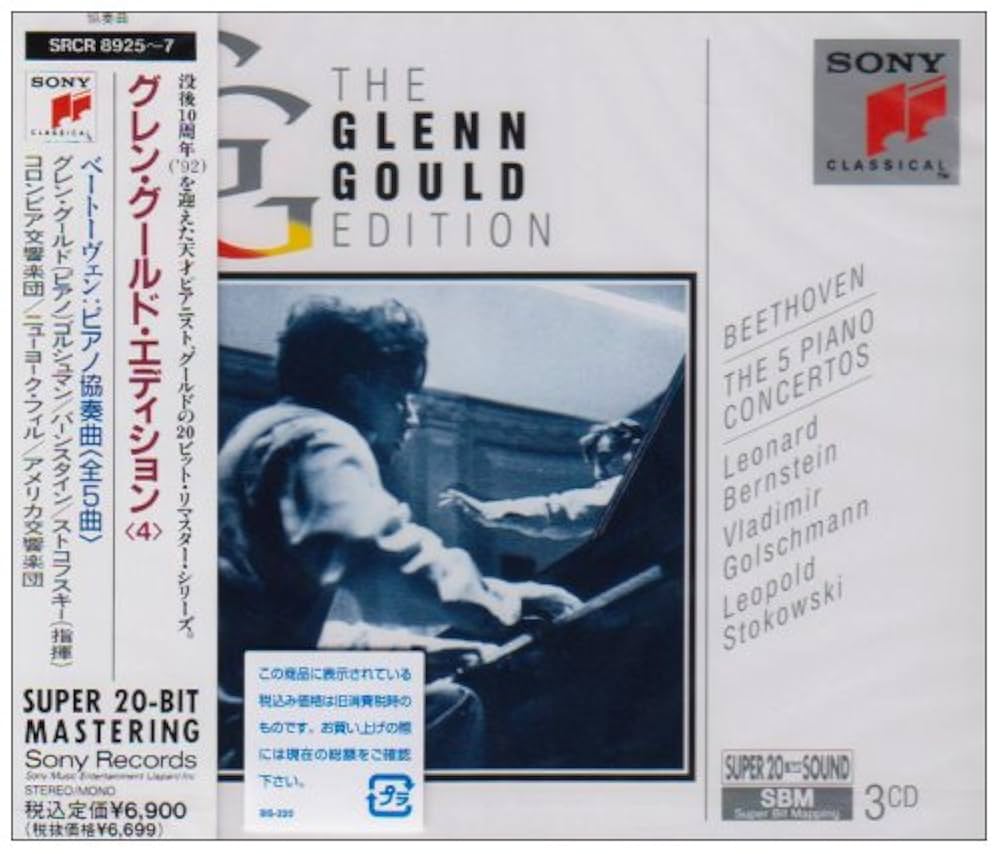 協奏曲
SRCR 8925〜7
SONY
CLASSICAL
没後10周年('92)を迎えた天才ピアニスト、グールドの20ビット・リマスター・シリーズ。
グレン・グールド・エディション〈4〉
ベートーヴェン:ピアノ協奏曲〈全5曲〉
グレン・グールド(ピアノ)ゴルシュマン/バーンスタイン/ストコフスキー(指揮)
コロンビア交響楽団/ニューヨーク・フィル/アメリカ交響楽団
SUPER 20-BIT
MASTERING
Sony Records
Sony Music Entertainment (Japan) Inc.
STEREO/MONO
税込定価¥6,900
(税抜価格¥6,699)
THE
GLENN
GOULD
EDITION
SONY
CLASSICAL
TM
BEETHOVEN
THE 5 PIANO
CONCERTOS
Leonard
Bernstein
Vladimir
Golschmann
Leopold
Stokowski
この商品に表示されている
税込み価格は旧消費税時の
ものです。お買い上げの際
には現在の総額をご確認
下さい。
プラ
SUPER 20 BIT SOUND
SBM
Super Bit Mapping
3CD